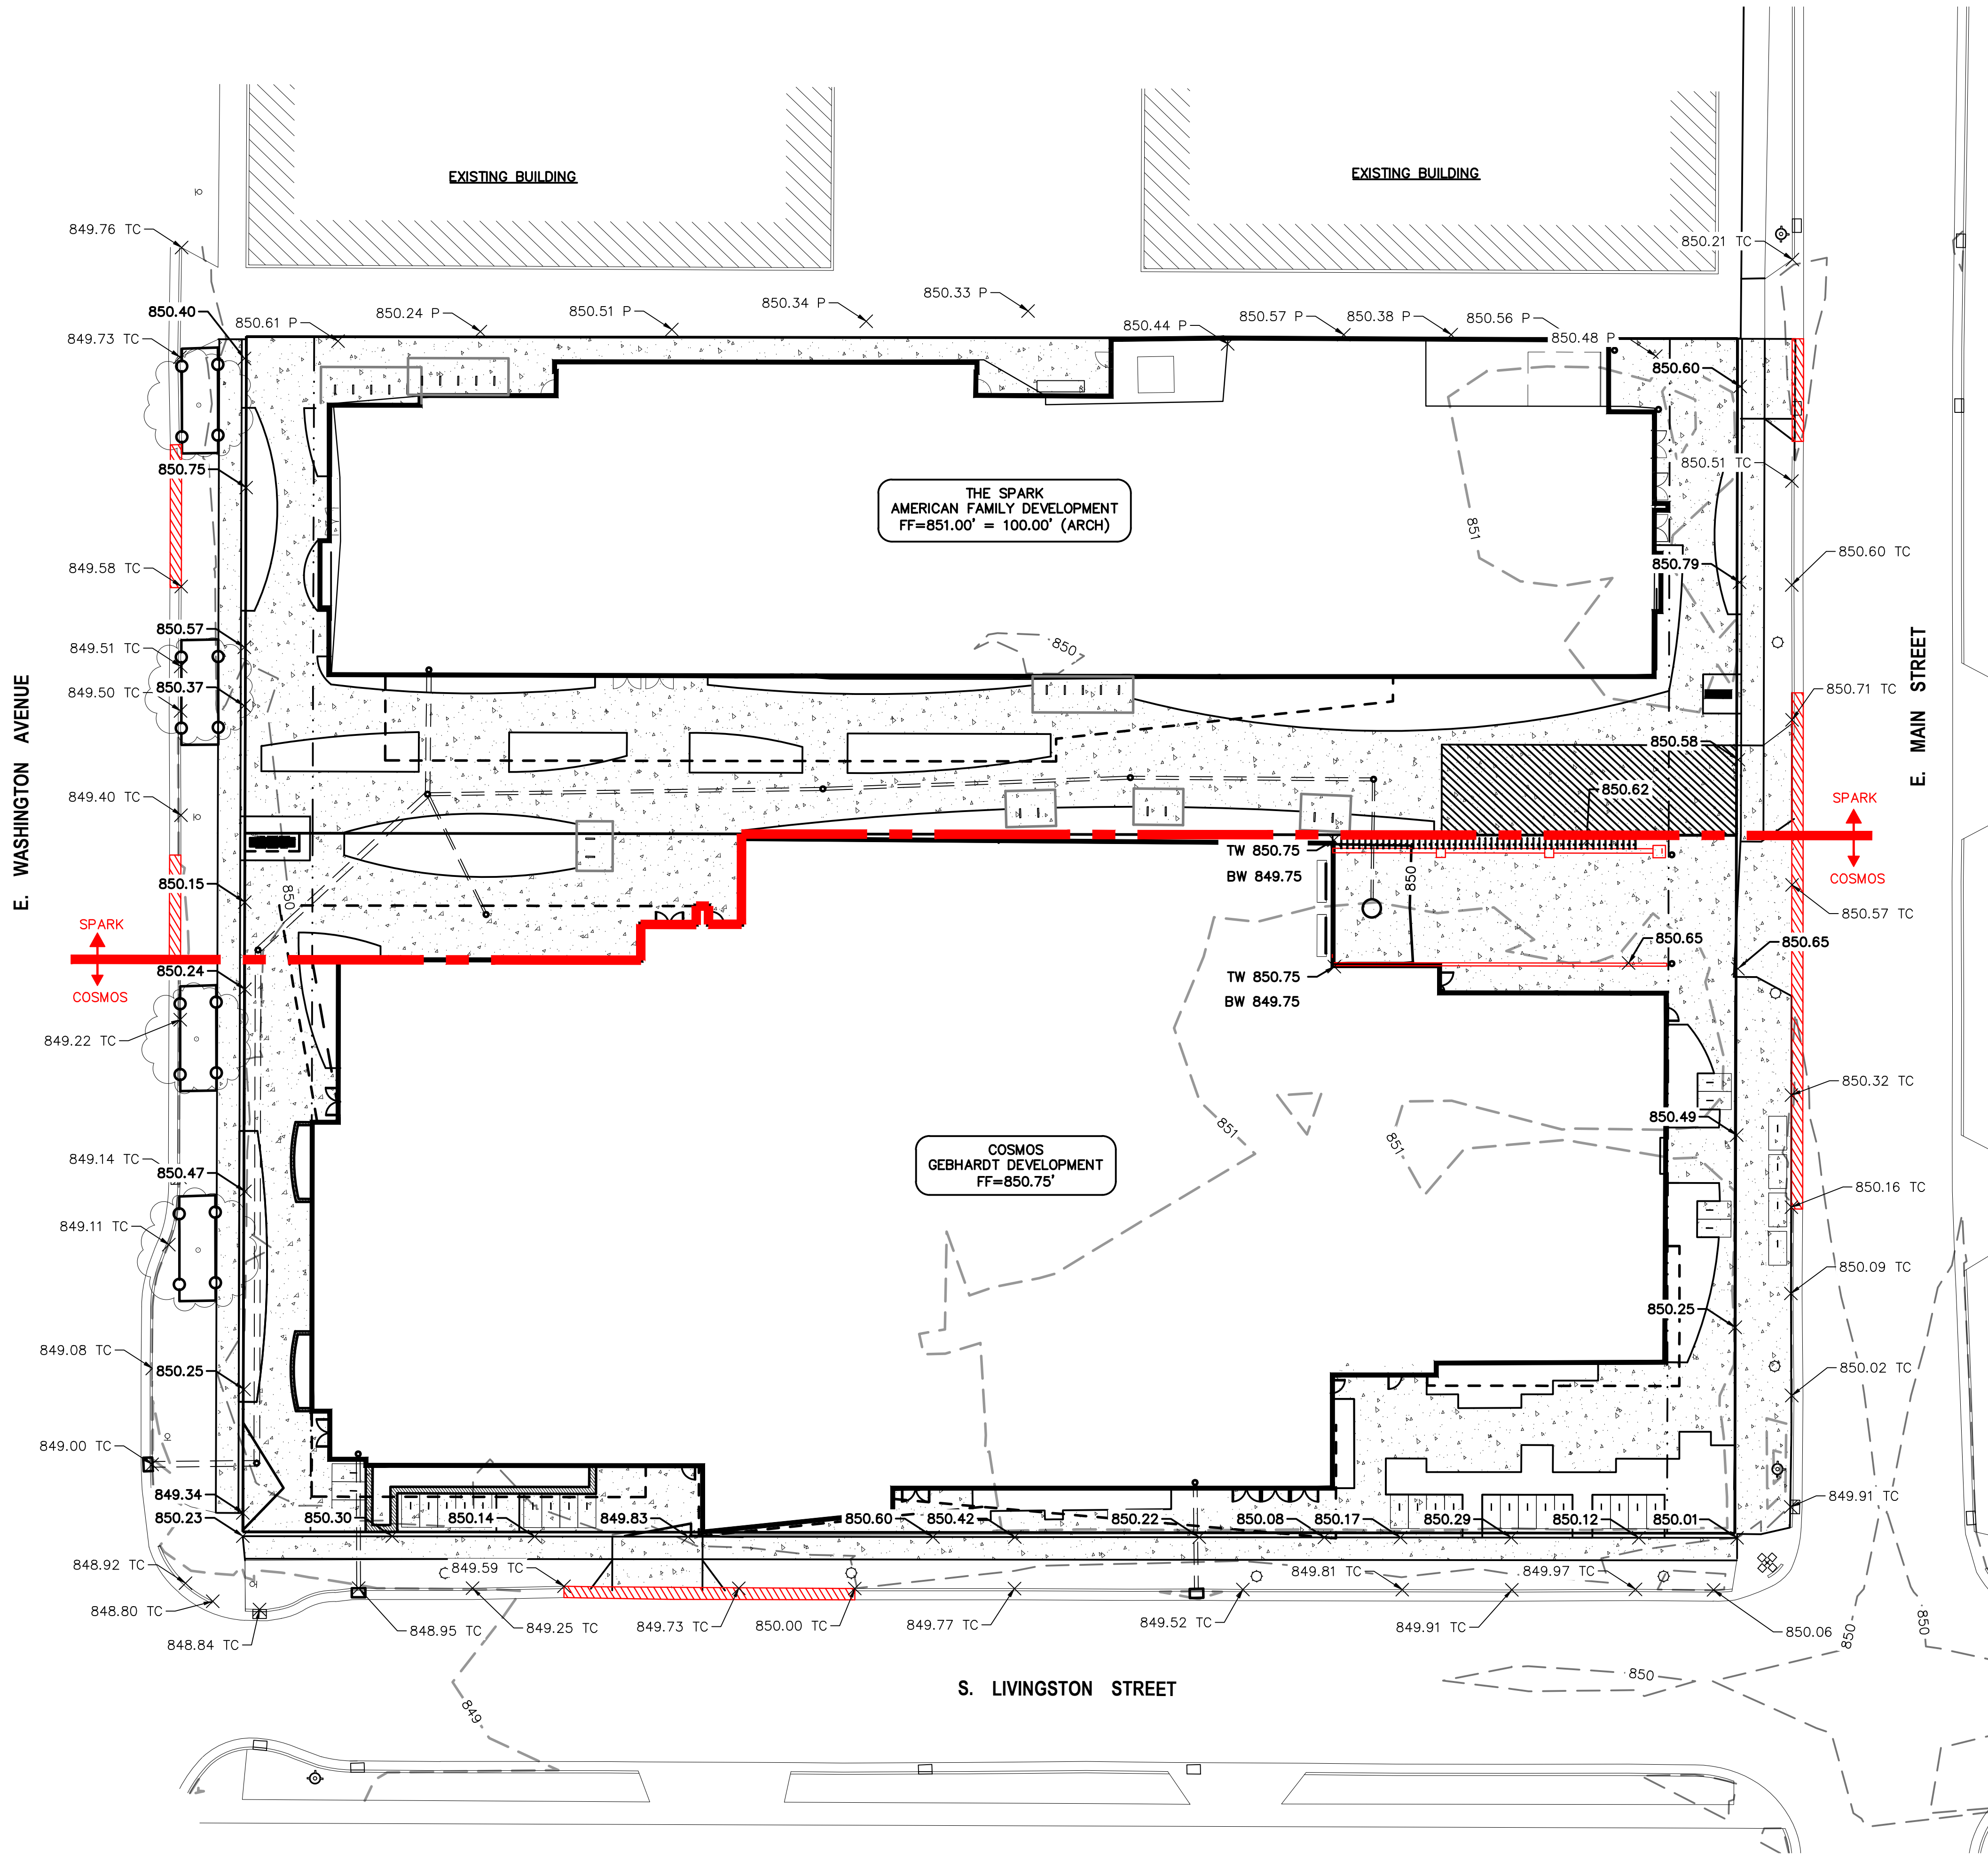 EXISTING BUILDING
EXISTING BUILDING
849.76 TC
850.21 TC
850.40
850.33 P
850.34 P
850.51 P
850.24 P
850.61 P
850.44 P
850.57 P
850.38 P
850.56 P
850.48 P
849.73 TC
850.60
850.75
850.51 TC
THE SPARK
AMERICAN FAMILY DEVELOPMENT
FF=851.00' = 100.00' (ARCH)
851
849.58 TC
850.79
850.60 TC
850.57
849.51 TC
850
849.50 TC
850.37
850.71 TC
E. WASHINGTON AVENUE
E. MAIN STREET
850.58
849.40 TC
850.62
SPARK
TW 850.75
BW 849.75
850
850.15
850
COSMOS
850.57 TC
SPARK
850.65
850.65
850.24
TW 850.75
BW 849.75
COSMOS
849.22 TC
850.32 TC
850.49
851
851
COSMOS
GEBHARDT DEVELOPMENT
FF=850.75'
849.14 TC
850.47
850.16 TC
849.11 TC
850.09 TC
850.25
849.08 TC
850.25
850.02 TC
849.00 TC
849.34
849.91 TC
850.23
850.30
850.14
849.83
850.60
850.42
850.22
850.08
850.17
850.29
850.12
850.01
848.92 TC
849.59 TC
849.81 TC
849.97 TC
848.80 TC
848.84 TC
848.95 TC
849.25 TC
849.73 TC
850.00 TC
849.77 TC
849.52 TC
849.91 TC
850.06
850
850
850
849
S. LIVINGSTON STREET